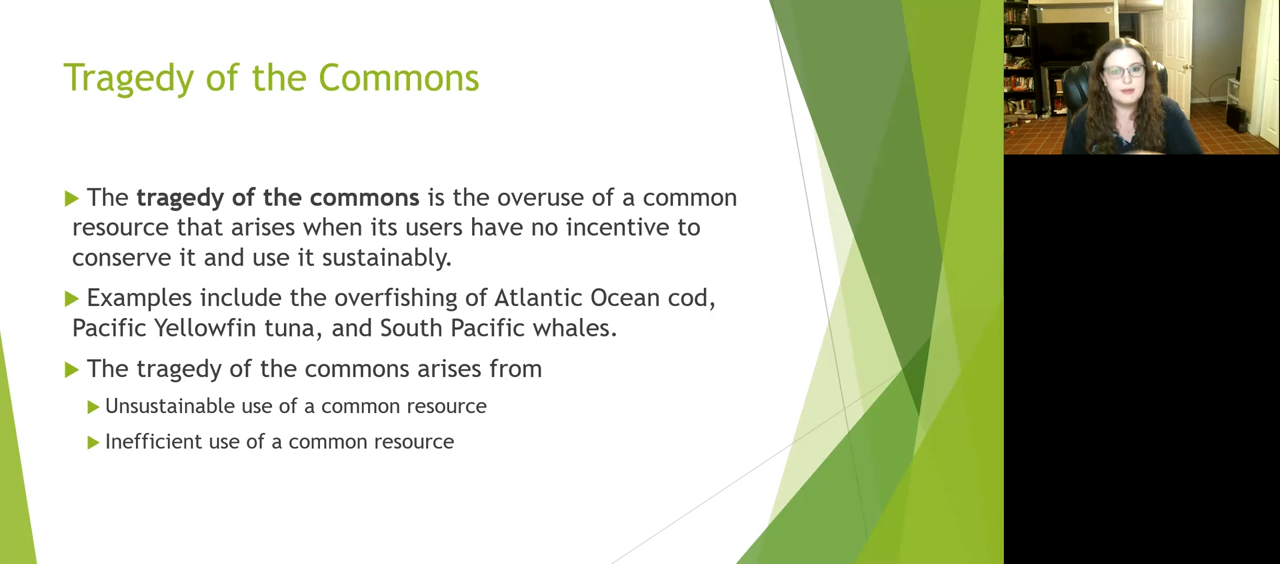 Tragedy of the Commons
The tragedy of the commons is the overuse of a common
resource that arises when its users have no incentive to
conserve it and use it sustainably.
Examples include the overfishing of Atlantic Ocean cod,
Pacific Yellowfin tuna, and South Pacific whales.
The tragedy of the commons arises from
Unsustainable use of a common resource
Inefficient use of a common resource